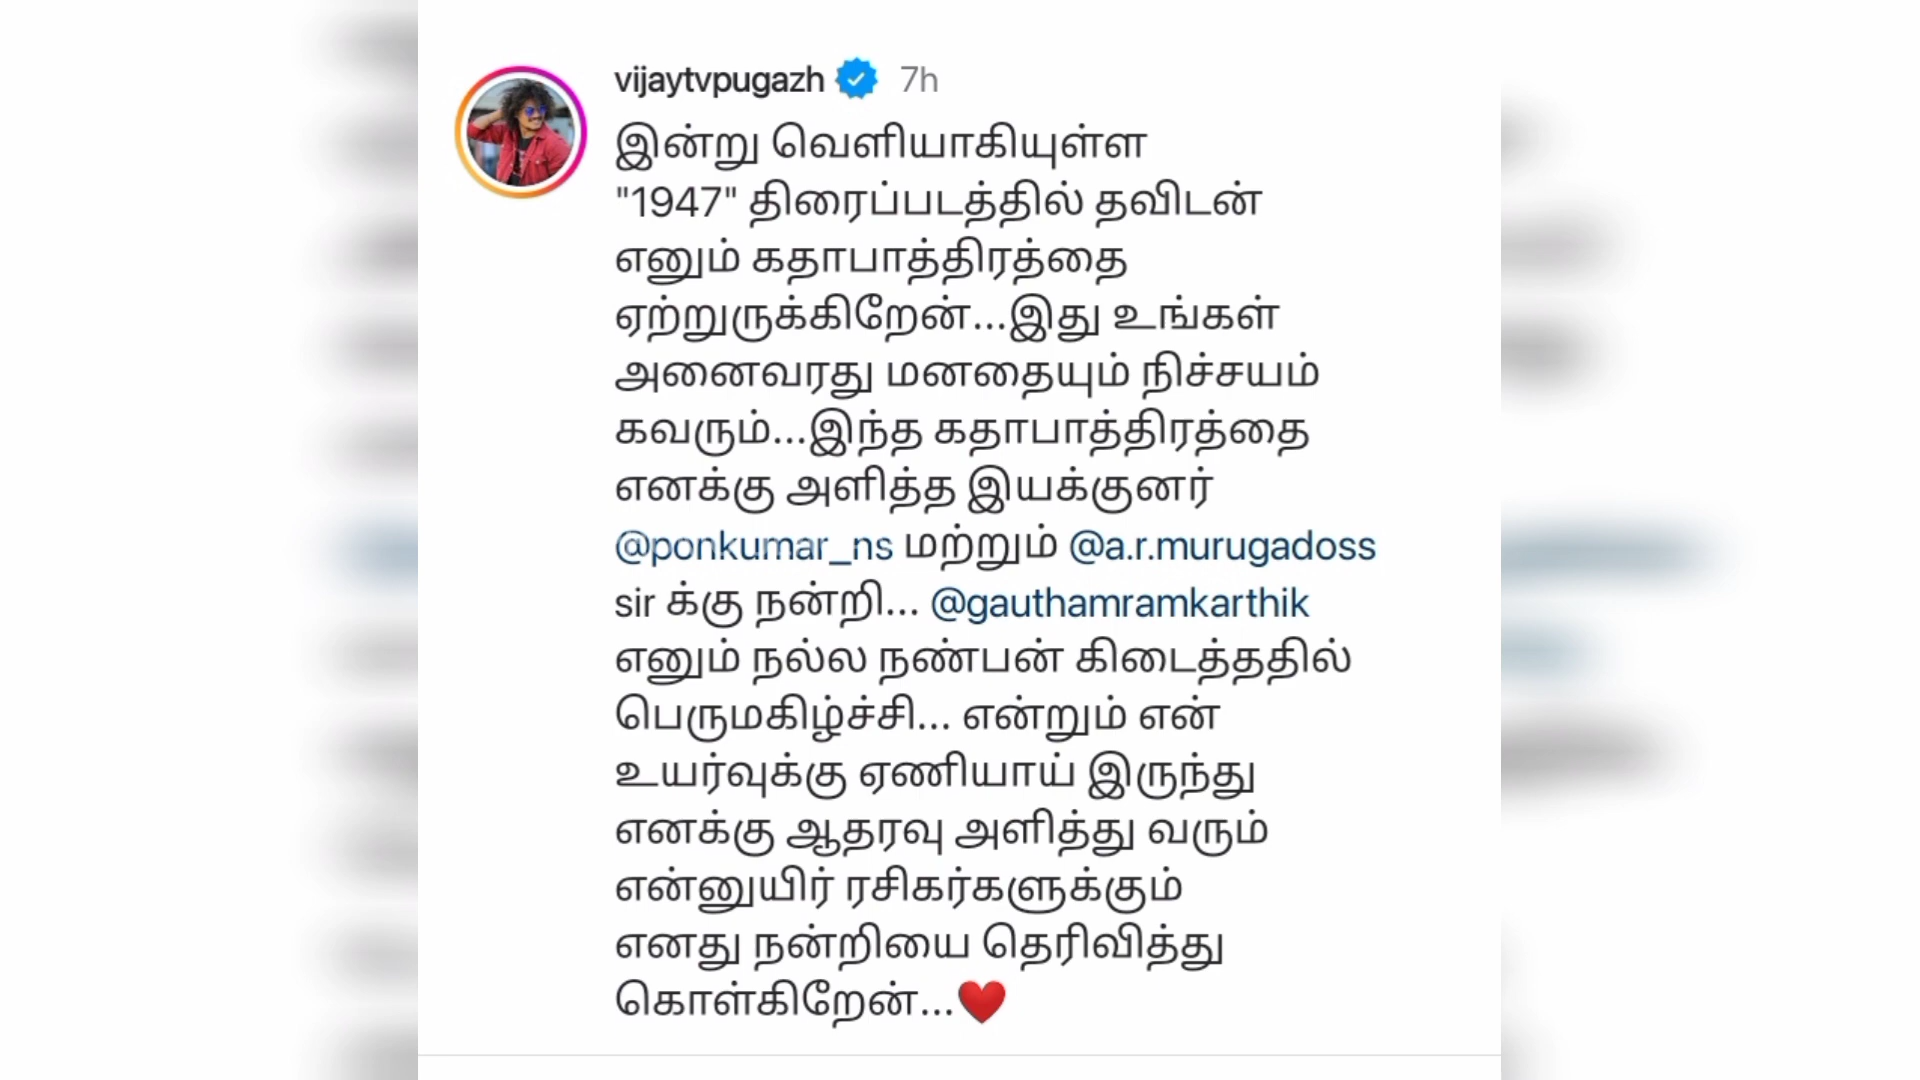 vijaytvpugazh 7h
இன்று வெளியாகியுள்ள
"1947" திரைப்படத்தில் தவிடன்
எனும் கதாபாத்திரத்தை
ஏற்றுருக்கிறேன்...இது உங்கள்
அனைவரது மனதையும் நிச்சயம்
கவரும்...இந்த கதாபாத்திரத்தை
எனக்கு அளித்த இயக்குனர்
@ponkumar_ns மற்றும் @a.r.murugadoss
sir க்கு நன்றி... @gauthamramkarthik
எனும் நல்ல நண்பன் கிடைத்ததில்
பெருமகிழ்ச்சி... என்றும் என்
உயர்வுக்கு ஏணியாய் இருந்து
எனக்கு ஆதரவு அளித்து வரும்
என்னுயிர் ரசிகர்களுக்கும்
எனது நன்றியை தெரிவித்து
கொள்கிறேன்...❤️